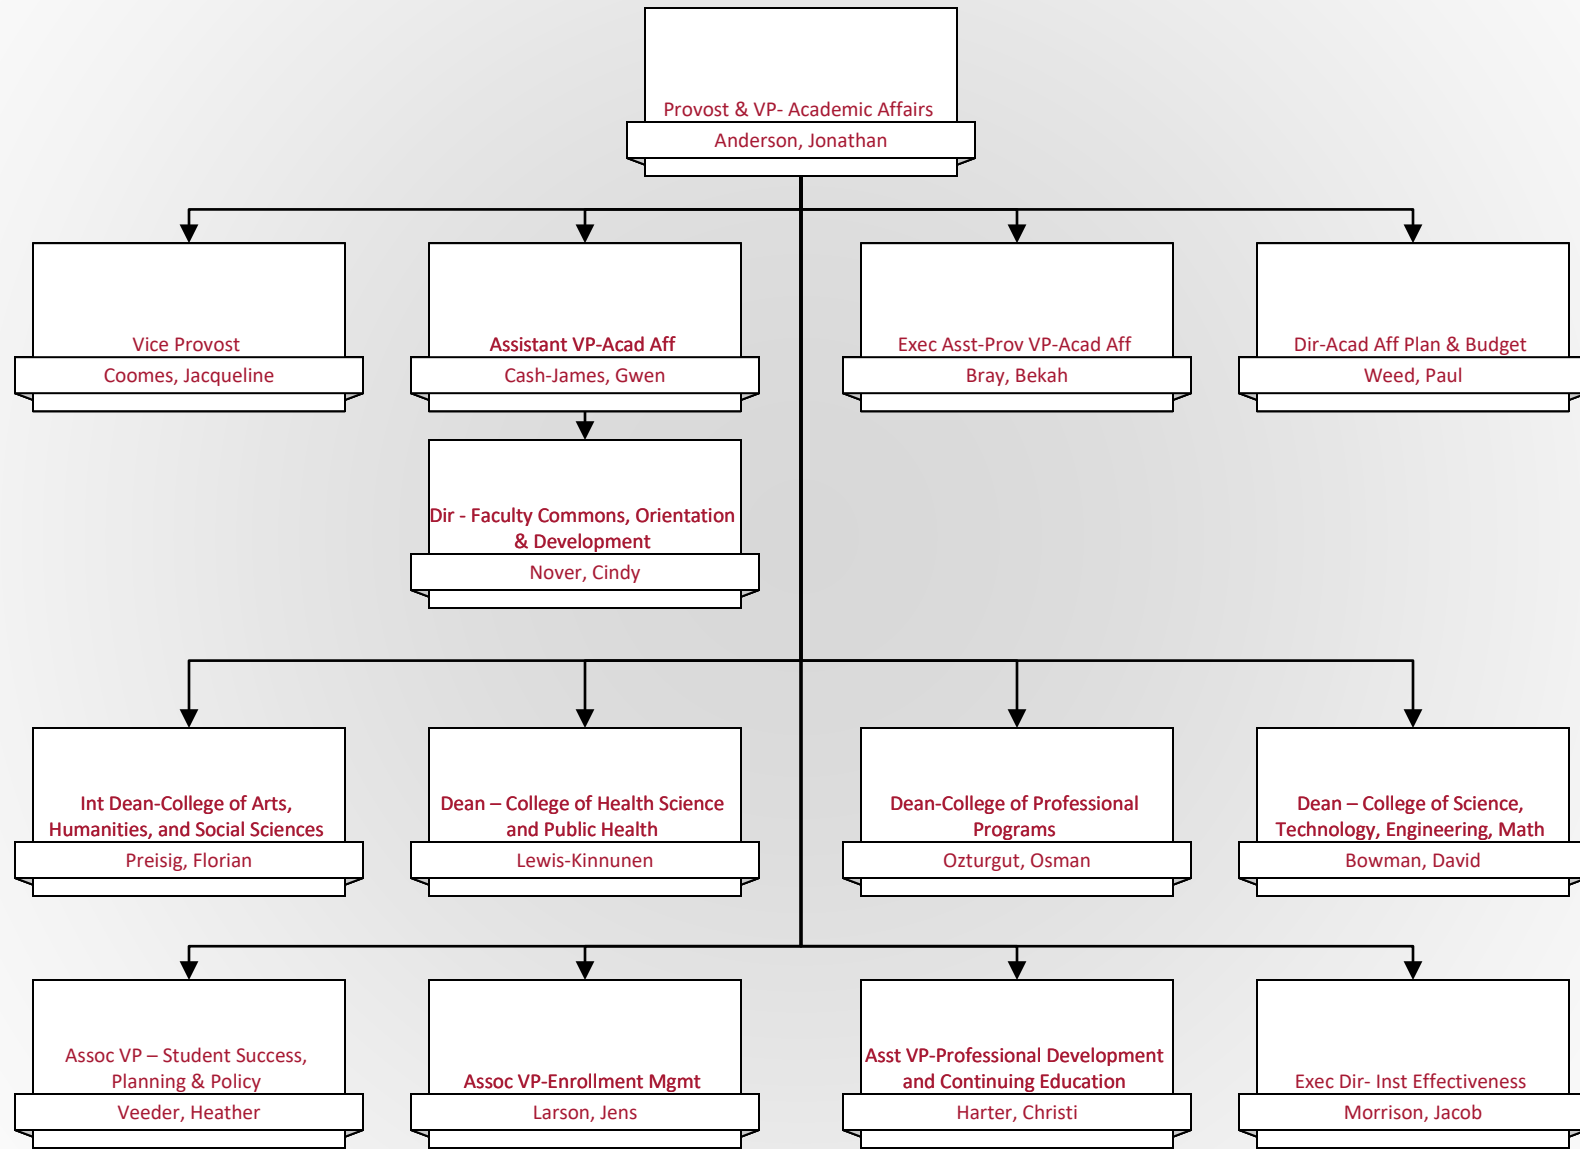 Provost & VP- Academic Affairs
Anderson, Jonathan
Vice Provost
Coomes, Jacqueline
Assistant VP-Acad Aff
Cash-James, Gwen
Exec Asst-Prov VP-Acad Aff
Bray, Bekah
Dir-Acad Aff Plan & Budget
Weed, Paul
Dir - Faculty Commons, Orientation
& Development
Nover, Cindy
Int Dean-College of Arts,
Humanities, and Social Sciences
Preisig, Florian
Dean – College of Health Science
and Public Health
Lewis-Kinnunen
Dean-College of Professional
Programs
Ozturgut, Osman
Dean – College of Science,
Technology, Engineering, Math
Bowman, David
Assoc VP – Student Success,
Planning & Policy
Veeder, Heather
Assoc VP-Enrollment Mgmt
Larson, Jens
Asst VP-Professional Development
and Continuing Education
Harter, Christi
Exec Dir- Inst Effectiveness
Morrison, Jacob